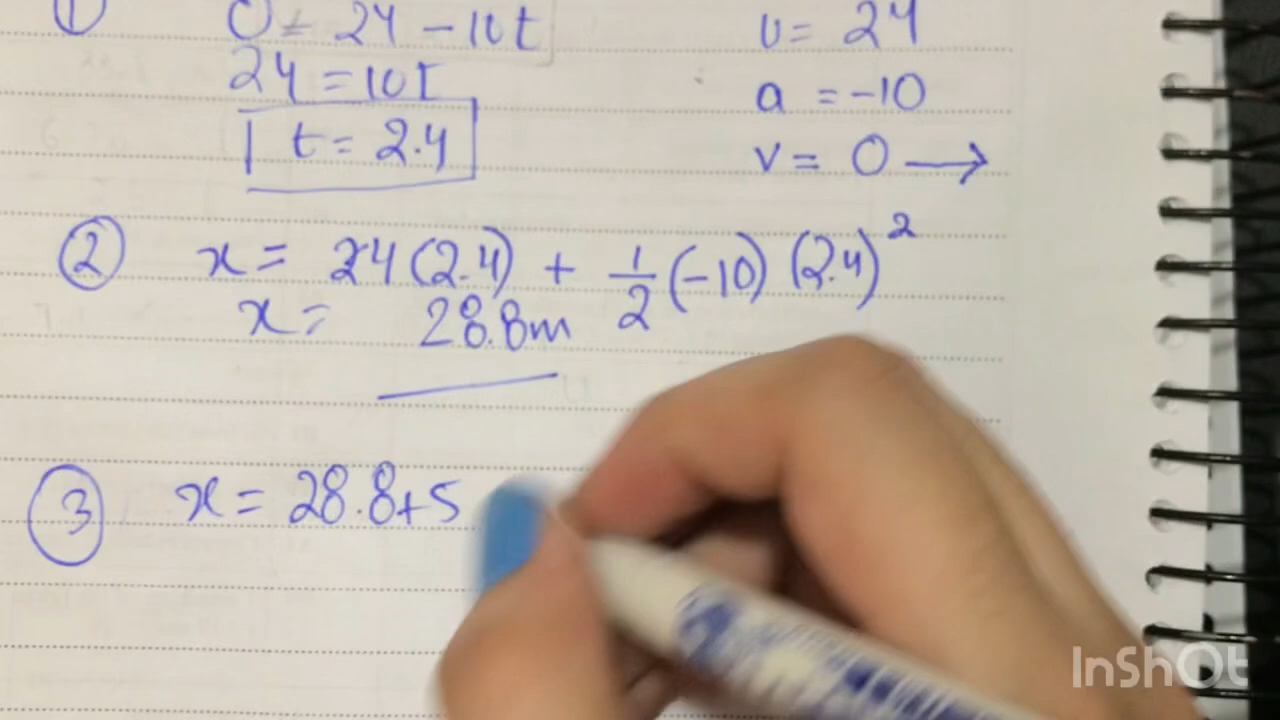 ① 0 = 24 - 10t
24 = 10t
t = 2.4
u = 24
a = -10
v = 0 →
② x = 24(2.4) + 1/2 (-10) (2.4)²
x = 28.8m
③ x = 28.8+5
InShOt